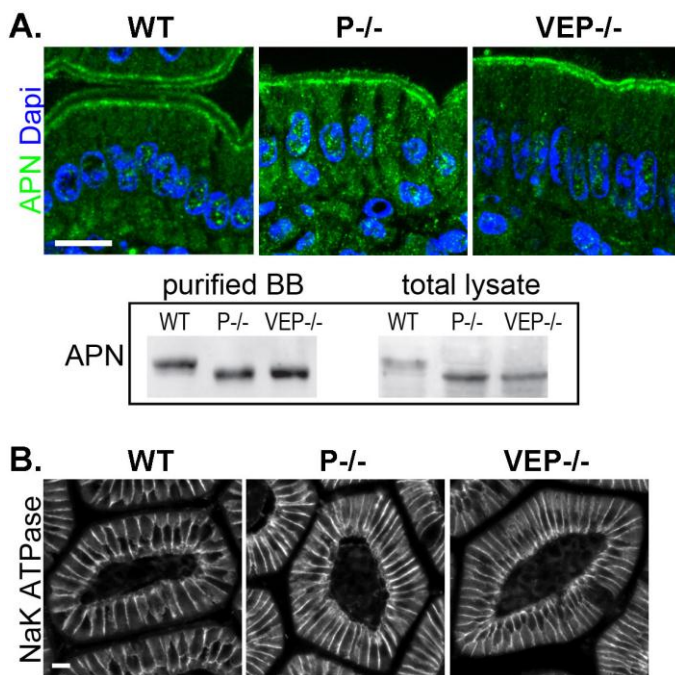 A.
WT P-/- VEP-/-
APN Dapi
purified BB total lysate
WT P-/- VEP-/- WT P-/- VEP-/-
APN
B.
WT P-/- VEP-/-
NaK ATPase